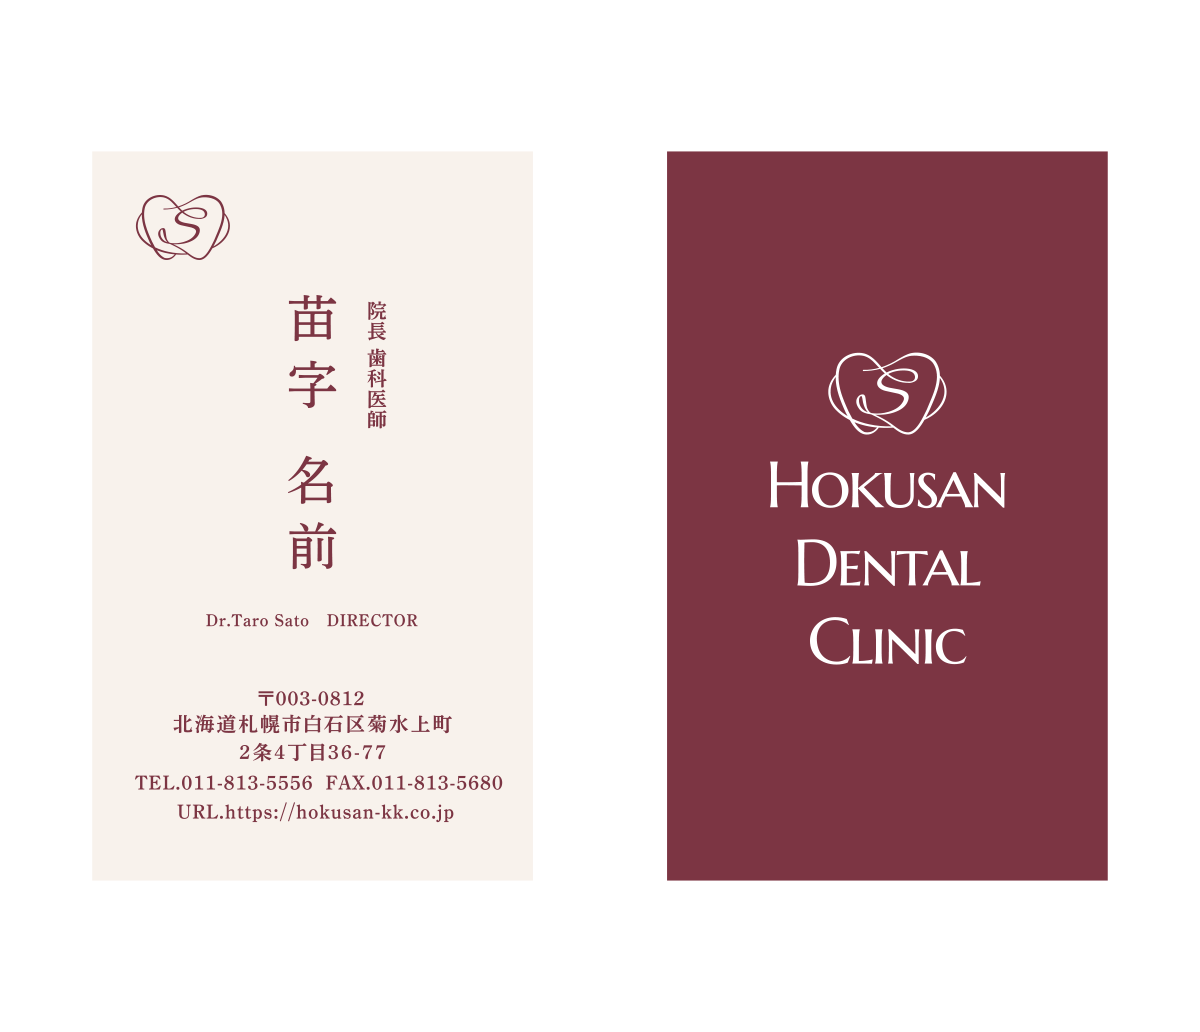 S
院長 歯科医師
苗字 名前
Dr.Taro Sato　DIRECTOR
〒003-0812
北海道札幌市白石区菊水上町
2条4丁目36-77
TEL.011-813-5556 FAX.011-813-5680
URL.https://hokusan-kk.co.jp
S
HOKUSAN
DENTAL
CLINIC